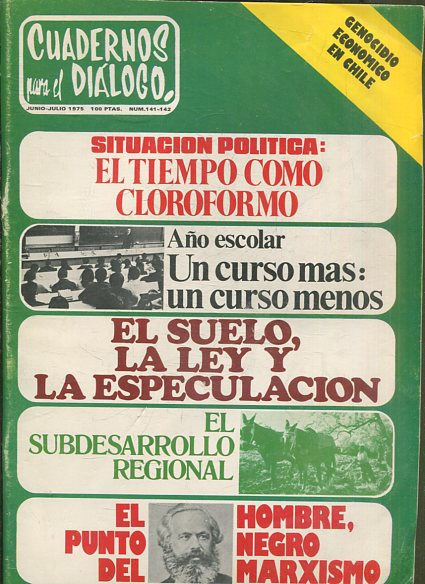 CUADERNOS
para el DIÁLOGO.
JUNIO-JULIO 1975 100 PTAS. NUM. 141-142
GENOCIDIO
ECONOMICO
EN CHILE
SITUACION POLITICA:
EL TIEMPO COMO
CLOROFORMO
Año escolar
Un curso mas:
un curso menos
EL SUELO,
LA LEY Y
LA ESPECULACION
EL
SUBDESARROLLO
REGIONAL
EL HOMBRE,
PUNTO NEGRO
DEL MARXISMO